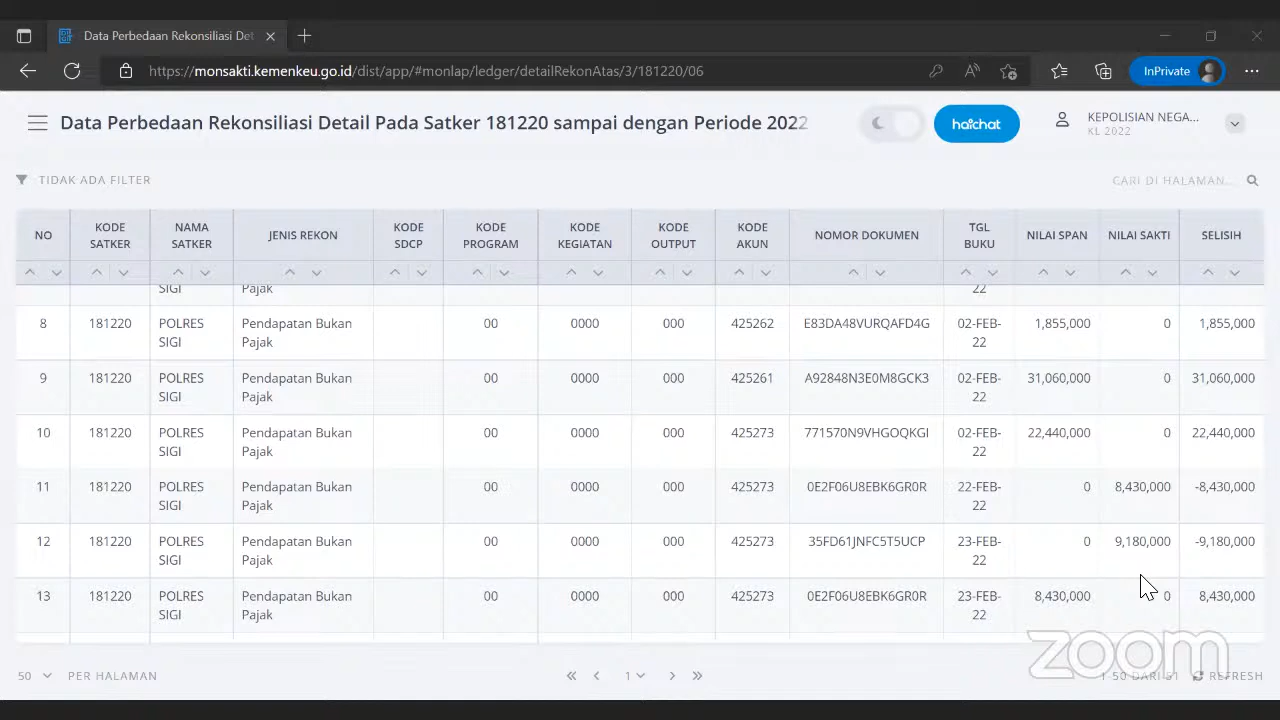 Data Perbedaan Rekonsiliasi Det
https://monsakti.kemenkeu.go.id/dist/app/#monlap/ledger/detailRekonAtas/3/181220/06
InPrivate
Data Perbedaan Rekonsiliasi Detail Pada Satker 181220 sampai dengan Periode 2022
haichat
KEPOLISIAN NEGA...
KL 2022
TIDAK ADA FILTER
CARI DI HALAMAN...
NO KODE SATKER NAMA SATKER JENIS REKON KODE SDCP KODE PROGRAM KODE KEGIATAN KODE OUTPUT KODE AKUN NOMOR DOKUMEN TGL BUKU NILAI SPAN NILAI SAKTI SELISIH
SIGI Pajak 22
8 181220 POLRES SIGI Pendapatan Bukan Pajak 00 0000 000 425262 E83DA48VURQAFD4G 02-FEB-22 1,855,000 0 1,855,000
9 181220 POLRES SIGI Pendapatan Bukan Pajak 00 0000 000 425261 A92848N3E0M8GCK3 02-FEB-22 31,060,000 0 31,060,000
10 181220 POLRES SIGI Pendapatan Bukan Pajak 00 0000 000 425273 771570N9VHGOQKGI 02-FEB-22 22,440,000 0 22,440,000
11 181220 POLRES SIGI Pendapatan Bukan Pajak 00 0000 000 425273 0E2F06U8EBK6GR0R 22-FEB-22 0 8,430,000 -8,430,000
12 181220 POLRES SIGI Pendapatan Bukan Pajak 00 0000 000 425273 35FD61JNFC5T5UCP 23-FEB-22 0 9,180,000 -9,180,000
13 181220 POLRES SIGI Pendapatan Bukan Pajak 00 0000 000 425273 0E2F06U8EBK6GR0R 23-FEB-22 8,430,000 0 8,430,000
50 PER HALAMAN
1
1-50 DARI 51
REFRESH
zoom